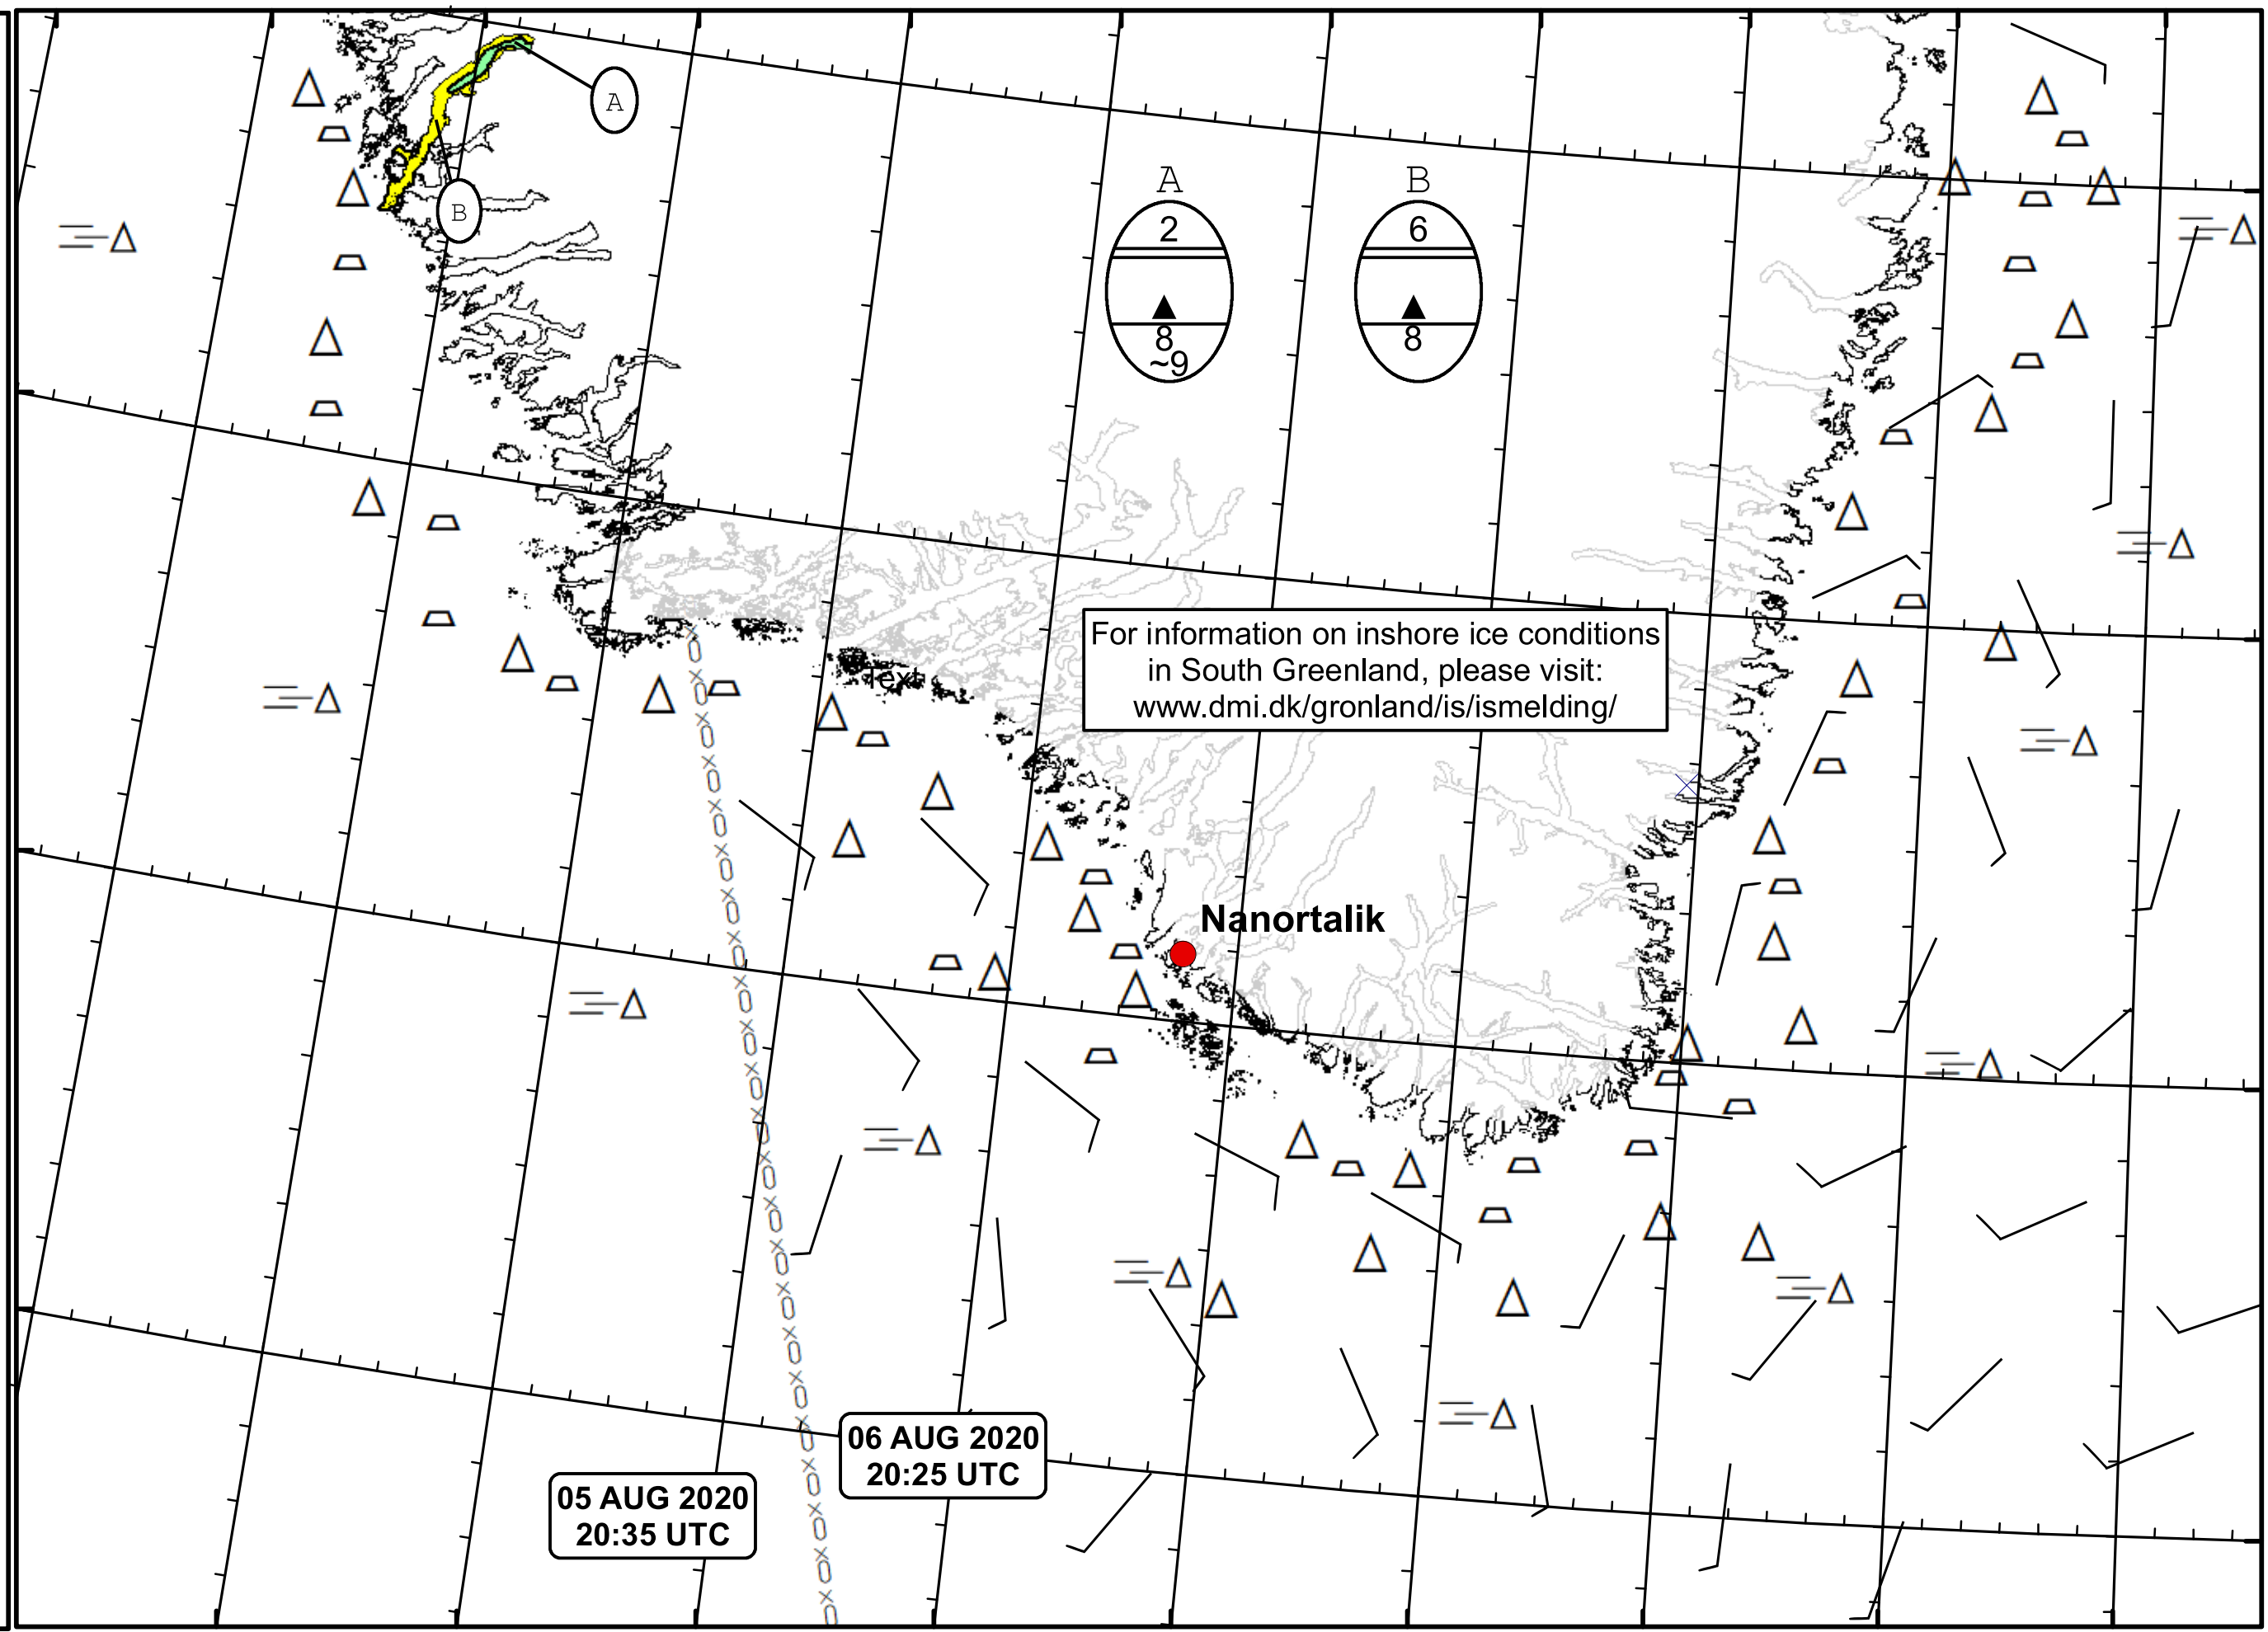 A
B
A
B
2
6
8
8
~9
For information on inshore ice conditions
in South Greenland, please visit:
www.dmi.dk/gronland/is/ismelding/
Text
Nanortalik
06 AUG 2020
20:25 UTC
05 AUG 2020
20:35 UTC